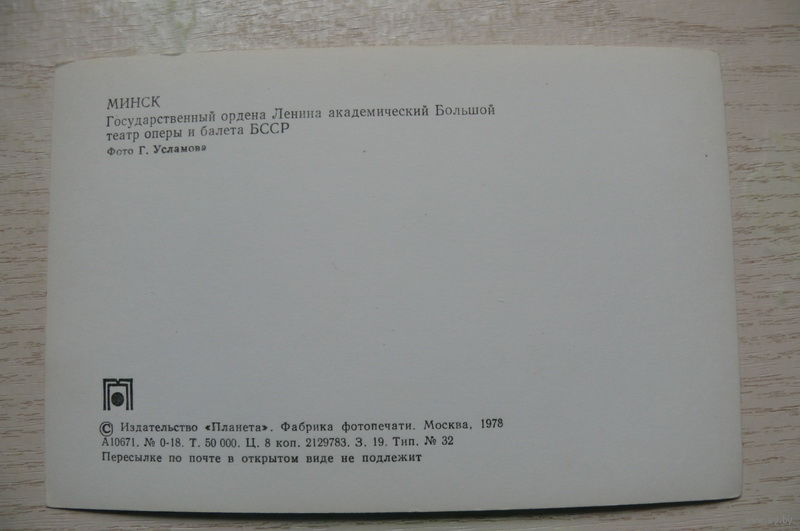 МИНСК
Государственный ордена Ленина академический Большой
театр оперы и балета БССР
Фото Г. Усламова
© Издательство «Планета». Фабрика фотопечати. Москва, 1978
А10671. № 0-18. Т. 50 000. Ц. 8 коп. 2129783. З. 19. Тип. № 32
Пересылке по почте в открытом виде не подлежит